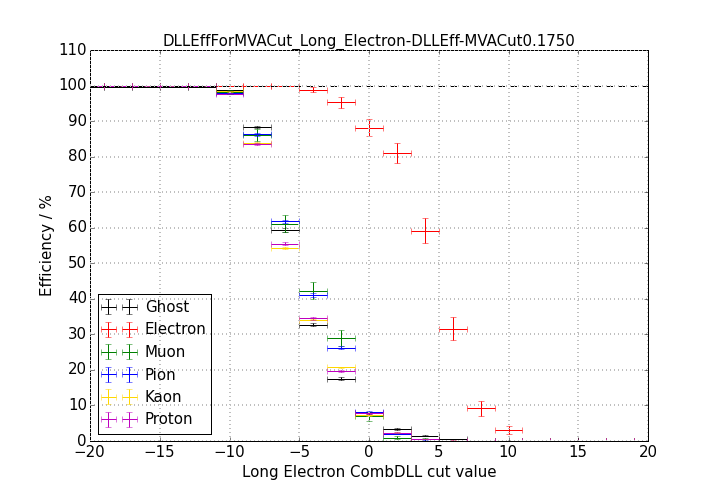 DLLEffForMVACut_Long_Electron-DLLEff-MVACut0.1750
110
100
90
80
70
60
50
40
30
20
10
0
Efficiency / %
Ghost
Electron
Muon
Pion
Kaon
Proton
−20 −15 −10 −5 0 5 10 15 20
Long Electron CombDLL cut value